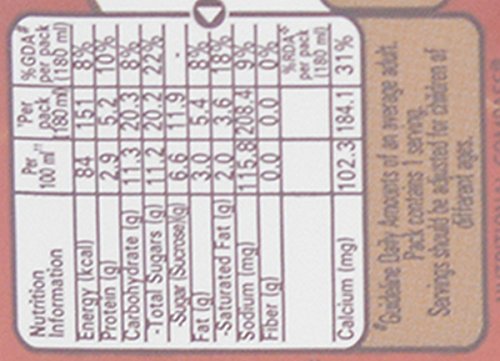 Nutrition Information Per 100 ml†† †Per pack (180 ml) %GDA# per pack (180 ml)
Energy (kcal) 84 151 8%
Protein (g) 2.9 5.2 10%
Carbohydrate (g) 11.3 20.3 8%
-Total Sugars (g) 11.2 20.2 22%
-Sugar (Sucrose)(g) 6.6 11.9 -
Fat (g) 3.0 5.4 8%
-Saturated Fat (g) 2.0 3.6 18%
Sodium (mg) 115.8 208.4 9%
Fiber (g) 0.0 0.0 0%
%RDA per pack (180 ml)
Calcium (mg) 102.3 184.1 31%
#Guideline Daily Amounts of an average adult.
Pack contains 1 serving.
Servings should be adjusted for children of
different ages.